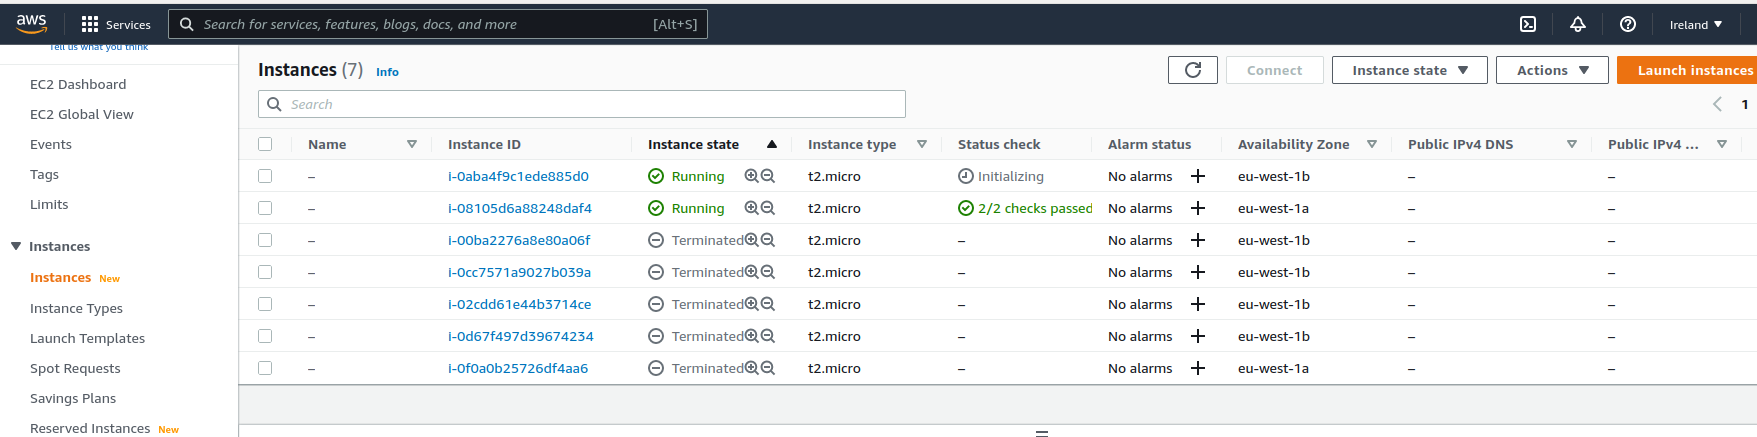 aws Services Search for services, features, blogs, docs, and more [Alt+S] Ireland
Tell us what you think
EC2 Dashboard
EC2 Global View
Events
Tags
Limits
Instances
Instances New
Instance Types
Launch Templates
Spot Requests
Savings Plans
Reserved Instances New
Instances (7) Info Connect Instance state Actions Launch instances
Search 1
Name Instance ID Instance state Instance type Status check Alarm status Availability Zone Public IPv4 DNS Public IPv4 ...
– i-0aba4f9c1ede885d0 Running t2.micro Initializing No alarms + eu-west-1b – –
– i-08105d6a88248daf4 Running t2.micro 2/2 checks passed No alarms + eu-west-1a – –
– i-00ba2276a8e80a06f Terminated t2.micro – No alarms + eu-west-1b – –
– i-0cc7571a9027b039a Terminated t2.micro – No alarms + eu-west-1b – –
– i-02cdd61e44b3714ce Terminated t2.micro – No alarms + eu-west-1b – –
– i-0d67f497d39674234 Terminated t2.micro – No alarms + eu-west-1b – –
– i-0f0a0b25726df4aa6 Terminated t2.micro – No alarms + eu-west-1a – –